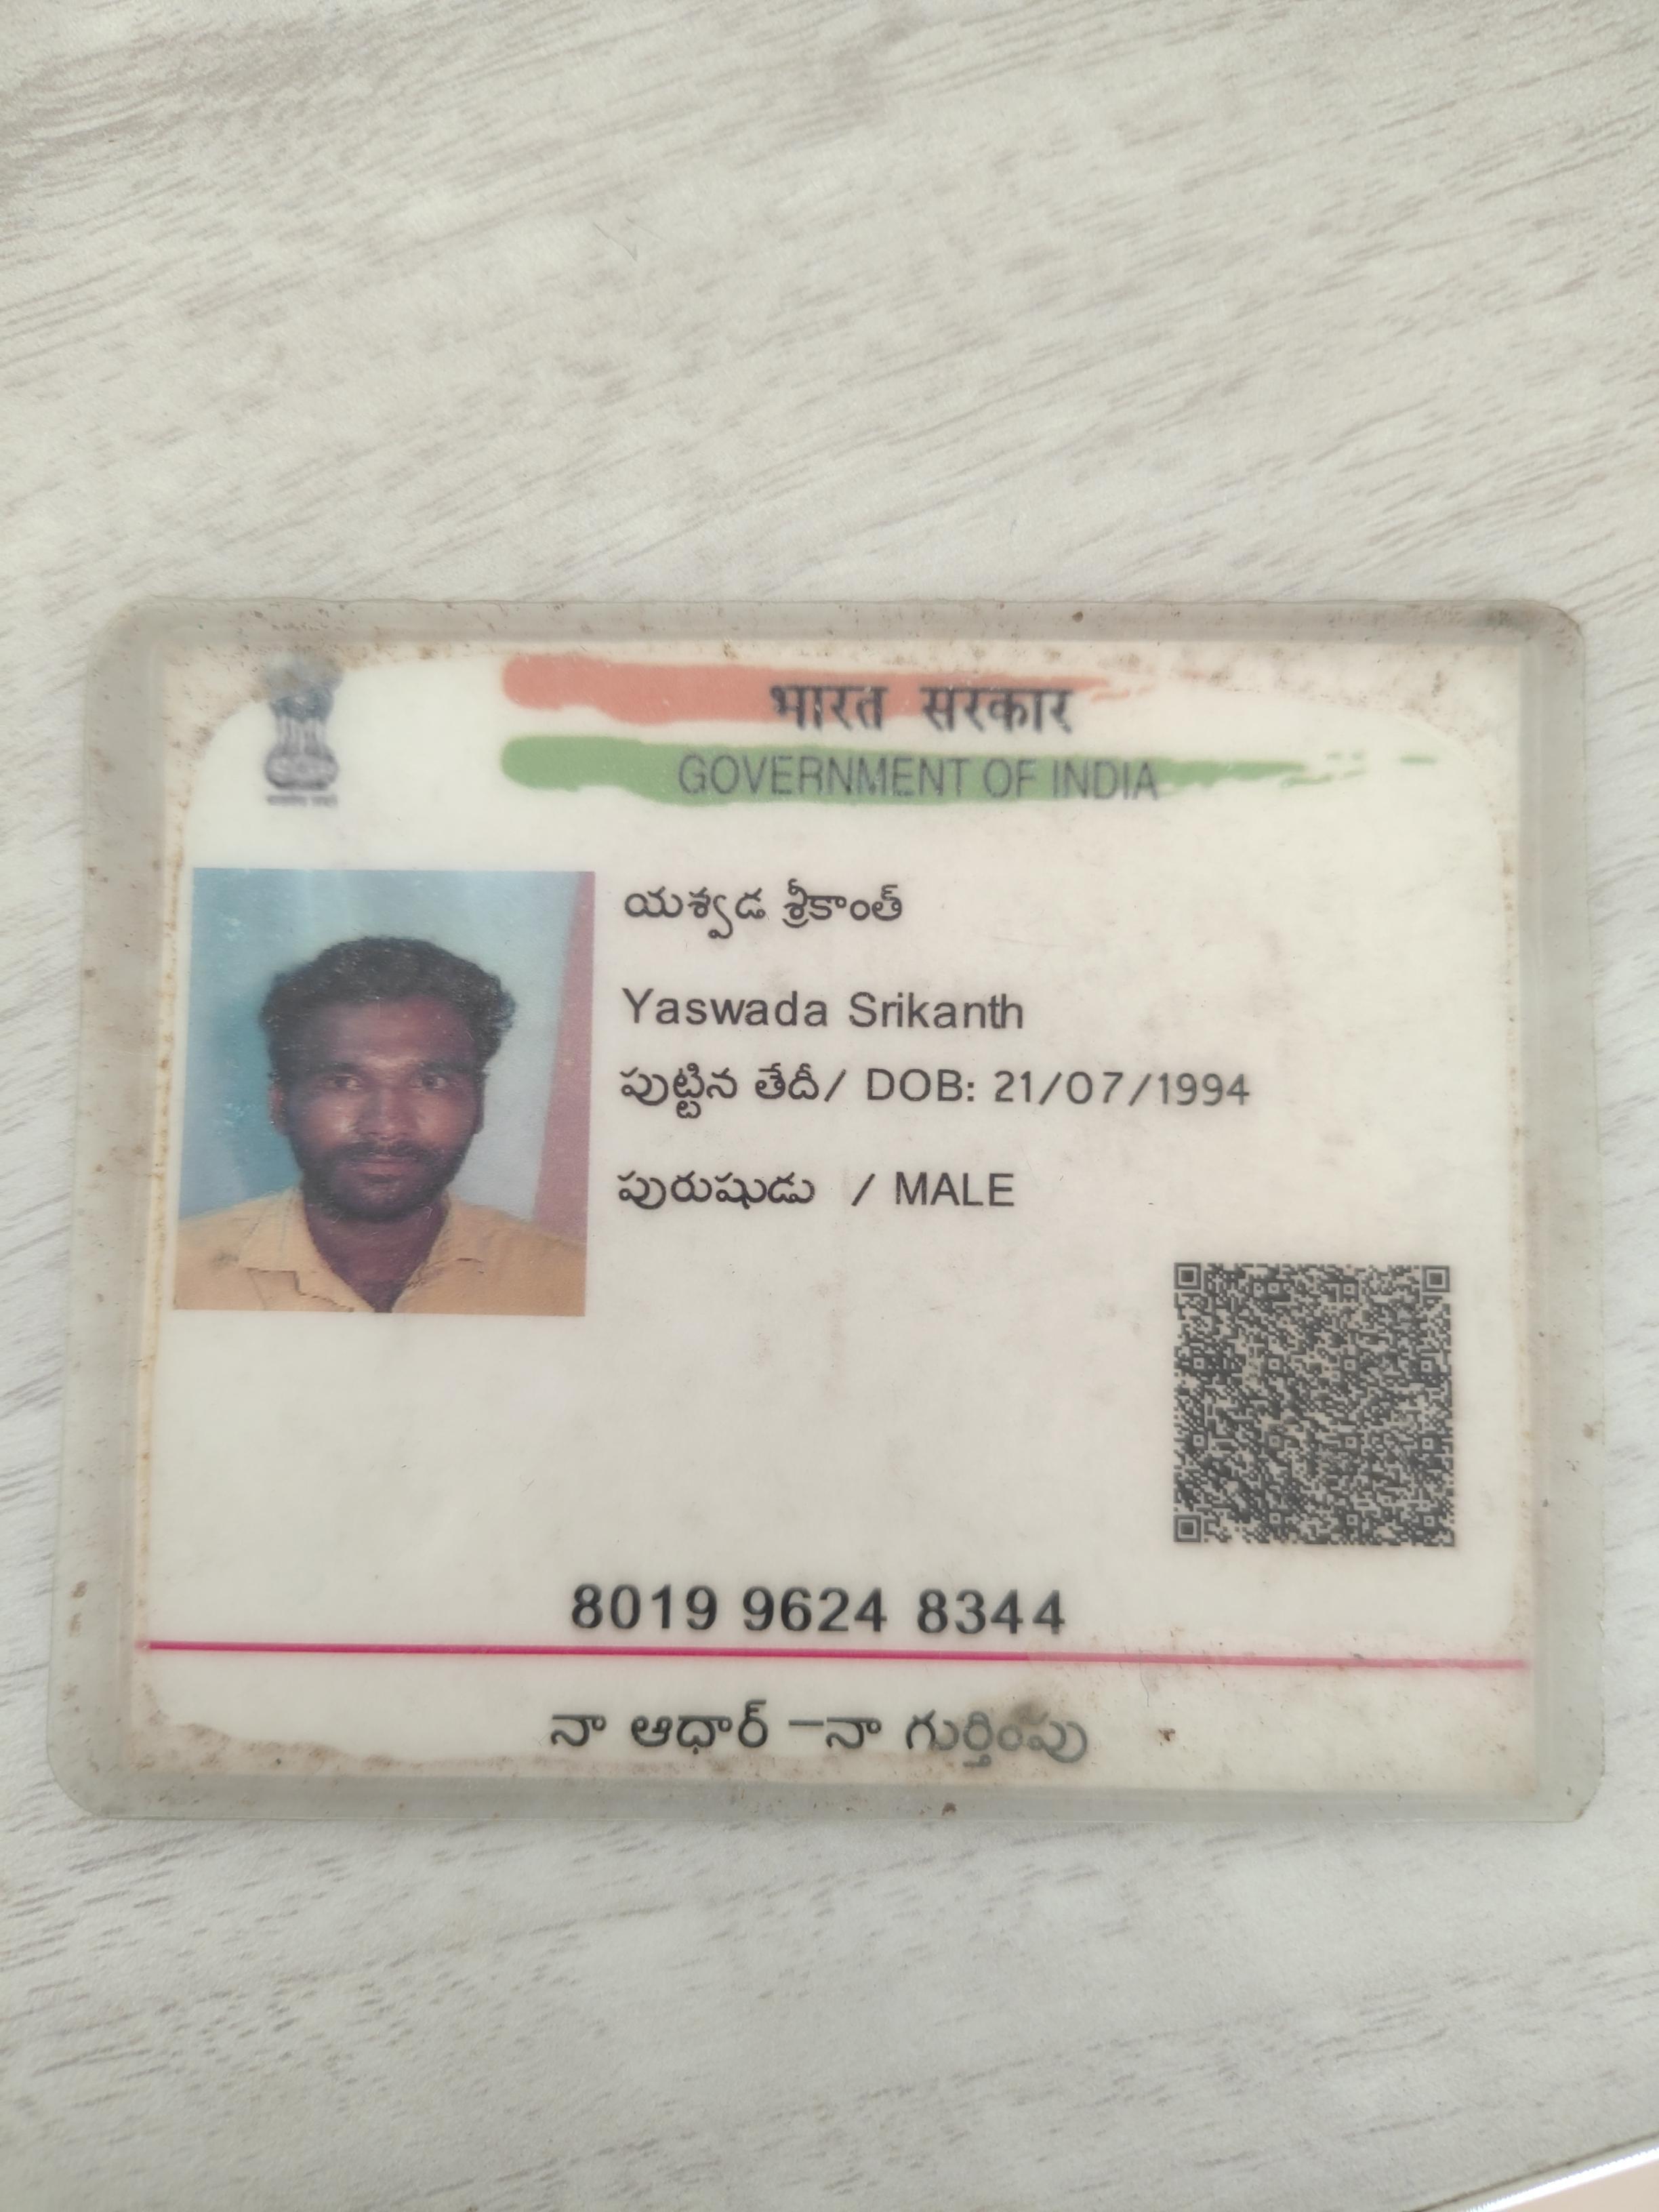 भारत सरकार
GOVERNMENT OF INDIA
యశ్వడ శ్రీకాంత్
Yaswada Srikanth
పుట్టిన తేదీ/ DOB: 21/07/1994
పురుషుడు / MALE
8019 9624 8344
నా ఆధార్ –నా గుర్తింపు